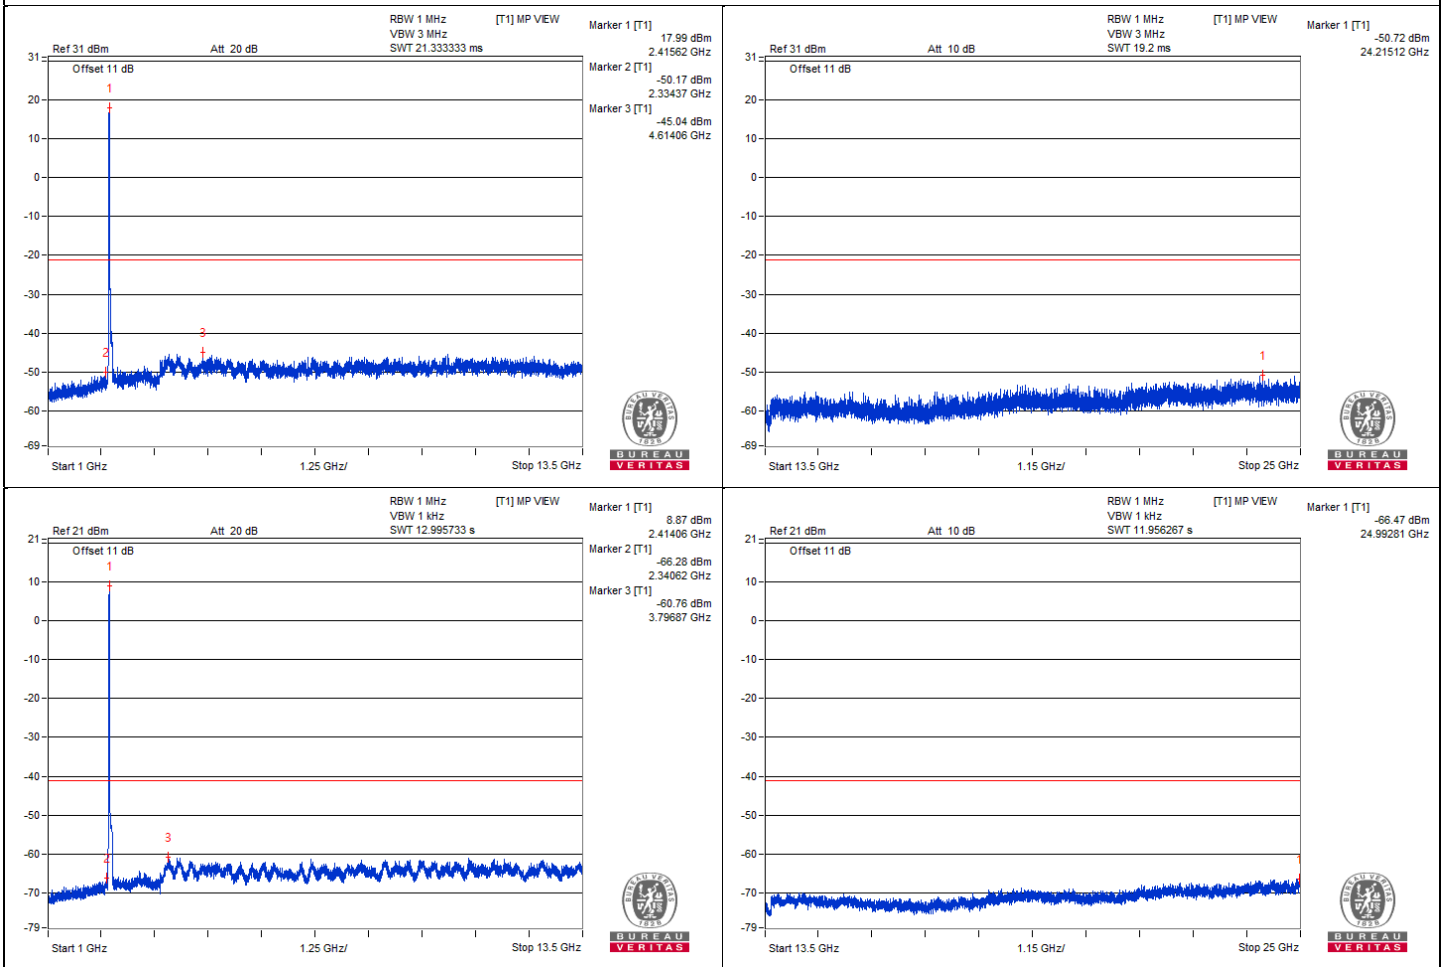 RBW 1 MHz [T1] MP VIEW
VBW 3 MHz
SWT 21.333333 ms
Ref 31 dBm Att 20 dB
Offset 11 dB
Marker 1 [T1]
17.99 dBm
2.41562 GHz
Marker 2 [T1]
-50.17 dBm
2.33437 GHz
Marker 3 [T1]
-45.04 dBm
4.61406 GHz
31
20
10
0
-10
-20
-30
-40
-50
-60
-69
1
2
3
Start 1 GHz 1.25 GHz/ Stop 13.5 GHz
BUREAU VERITAS
1828
BUREAU
VERITAS
RBW 1 MHz [T1] MP VIEW
VBW 3 MHz
SWT 19.2 ms
Ref 31 dBm Att 10 dB
Offset 11 dB
Marker 1 [T1]
-50.72 dBm
24.21512 GHz
31
20
10
0
-10
-20
-30
-40
-50
-60
-69
1
Start 13.5 GHz 1.15 GHz/ Stop 25 GHz
BUREAU VERITAS
1828
BUREAU
VERITAS
RBW 1 MHz [T1] MP VIEW
VBW 1 kHz
SWT 12.995733 s
Ref 21 dBm Att 20 dB
Offset 11 dB
Marker 1 [T1]
8.87 dBm
2.41406 GHz
Marker 2 [T1]
-66.28 dBm
2.34062 GHz
Marker 3 [T1]
-60.76 dBm
3.79687 GHz
21
10
0
-10
-20
-30
-40
-50
-60
-70
-79
1
2
3
Start 1 GHz 1.25 GHz/ Stop 13.5 GHz
BUREAU VERITAS
1828
BUREAU
VERITAS
RBW 1 MHz [T1] MP VIEW
VBW 1 kHz
SWT 11.956267 s
Ref 21 dBm Att 10 dB
Offset 11 dB
Marker 1 [T1]
-66.47 dBm
24.99281 GHz
21
10
0
-10
-20
-30
-40
-50
-60
-70
-79
Start 13.5 GHz 1.15 GHz/ Stop 25 GHz
BUREAU VERITAS
1828
BUREAU
VERITAS